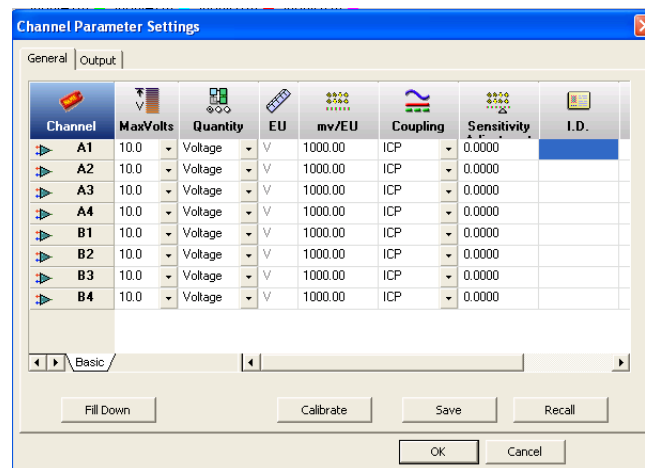 Channel Parameter Settings
General Output
Channel MaxVolts Quantity EU mv/EU Coupling Sensitivity I.D.
A1 10.0 Voltage V 1000.00 ICP 0.0000
A2 10.0 Voltage V 1000.00 ICP 0.0000
A3 10.0 Voltage V 1000.00 ICP 0.0000
A4 10.0 Voltage V 1000.00 ICP 0.0000
B1 10.0 Voltage V 1000.00 ICP 0.0000
B2 10.0 Voltage V 1000.00 ICP 0.0000
B3 10.0 Voltage V 1000.00 ICP 0.0000
B4 10.0 Voltage V 1000.00 ICP 0.0000
Basic
Fill Down Calibrate Save Recall
OK Cancel